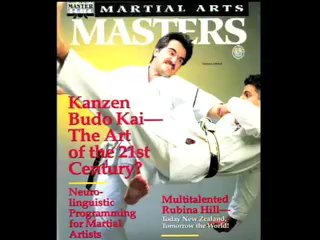 MARTIAL ARTS
MASTERS
Kanzen
Budo Kai—
The Art
of the 21st
Century?
Neuro-
linguistic
Programming
for Martial
Artists
Multitalented
Rubina Hill—
Today New Zealand,
Tomorrow the World!